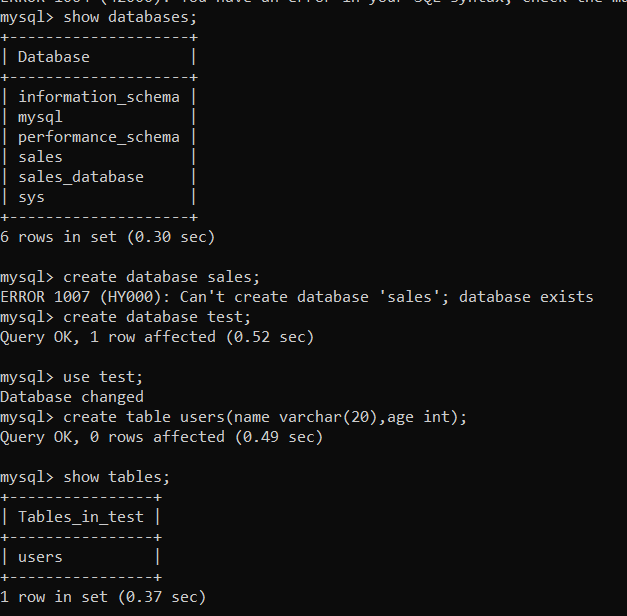 ERROR 1064 (42000): You have an error in your SQL syntax; check the ma
mysql> show databases;
+--------------------+
| Database           |
+--------------------+
| information_schema |
| mysql              |
| performance_schema |
| sales              |
| sales_database     |
| sys                |
+--------------------+
6 rows in set (0.30 sec)
mysql> create database sales;
ERROR 1007 (HY000): Can't create database 'sales'; database exists
mysql> create database test;
Query OK, 1 row affected (0.52 sec)
mysql> use test;
Database changed
mysql> create table users(name varchar(20),age int);
Query OK, 0 rows affected (0.49 sec)
mysql> show tables;
+----------------+
| Tables_in_test |
+----------------+
| users          |
+----------------+
1 row in set (0.37 sec)